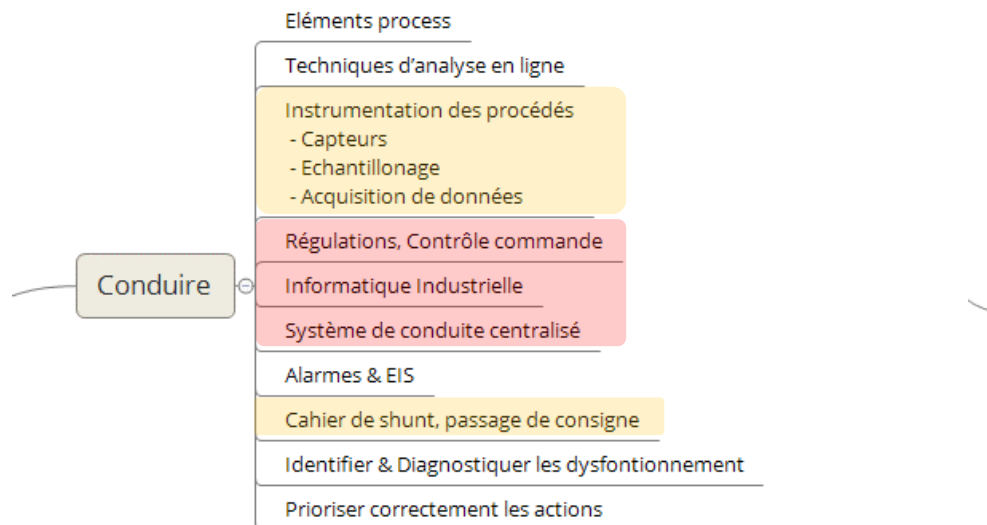 Eléments process
Techniques d’analyse en ligne
Instrumentation des procédés
- Capteurs
- Echantillonage
- Acquisition de données
Régulations, Contrôle commande
Conduire
Informatique Industrielle
Système de conduite centralisé
Alarmes & EIS
Cahier de shunt, passage de consigne
Identifier & Diagnostiquer les dysfontionnement
Prioriser correctement les actions